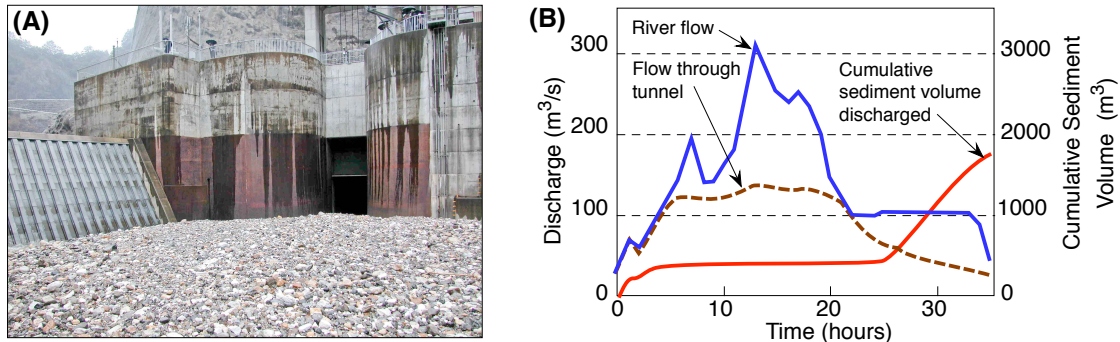 (A)
(B)
300
200
100
0
Discharge (m³/s)
River flow
Flow through
tunnel
Cumulative
sediment volume
discharged
3000
2000
1000
0
Cumulative Sediment
Volume (m³)
0
10
20
30
Time (hours)